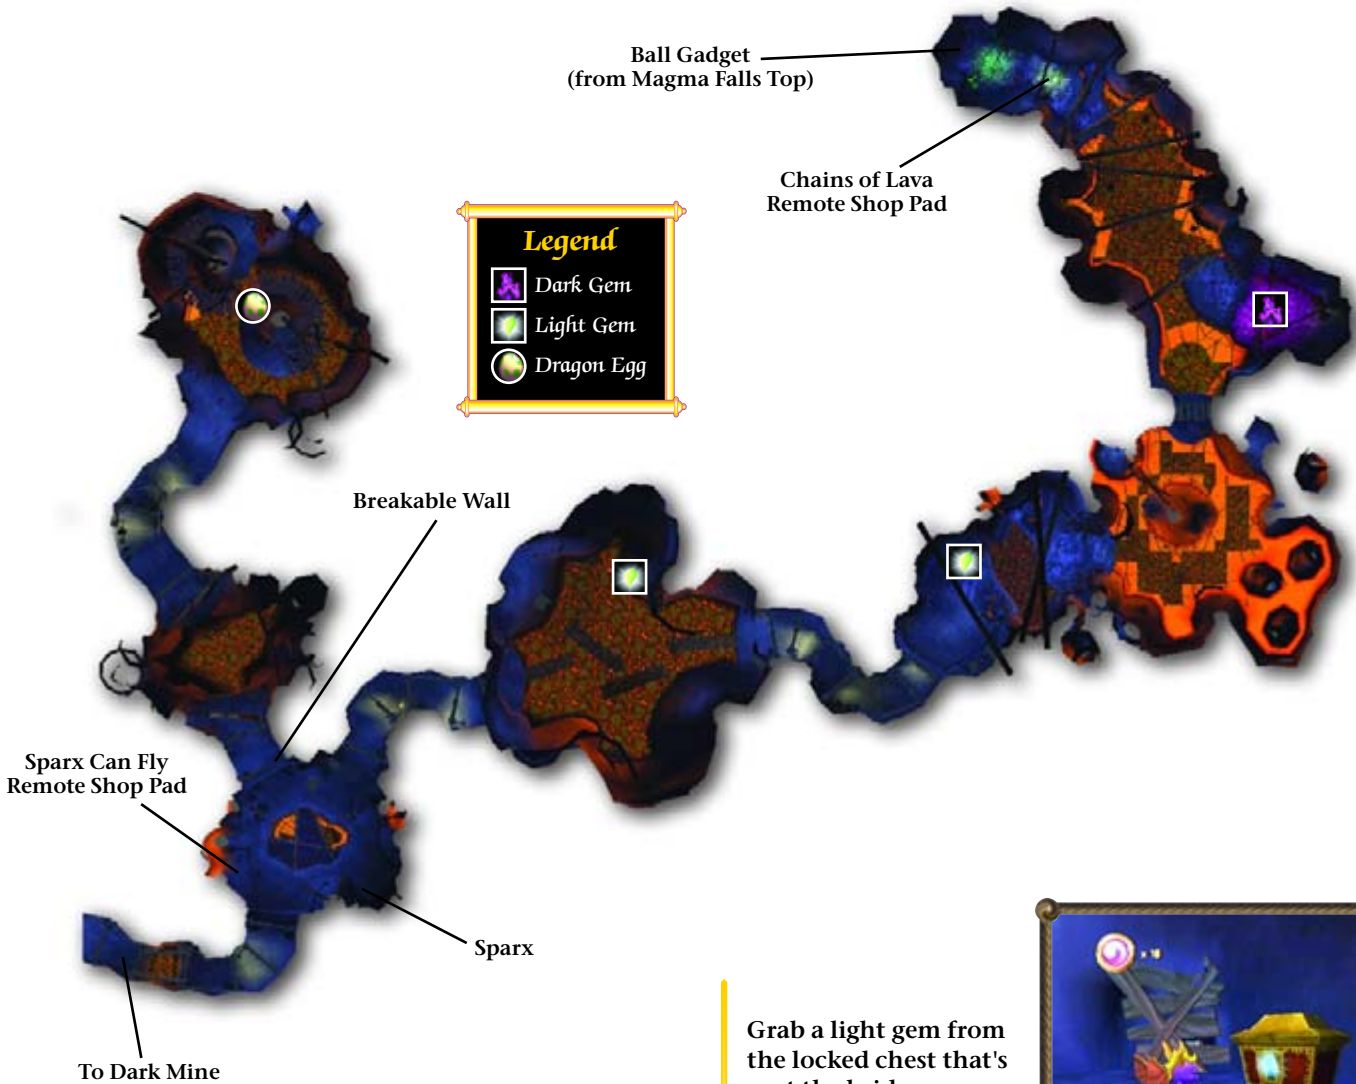 Ball Gadget
(from Magma Falls Top)
Chains of Lava
Remote Shop Pad
Legend
Dark Gem
Light Gem
Dragon Egg
Breakable Wall
Sparx Can Fly
Remote Shop Pad
Sparx
To Dark Mine
Grab a light gem from
the locked chest that's